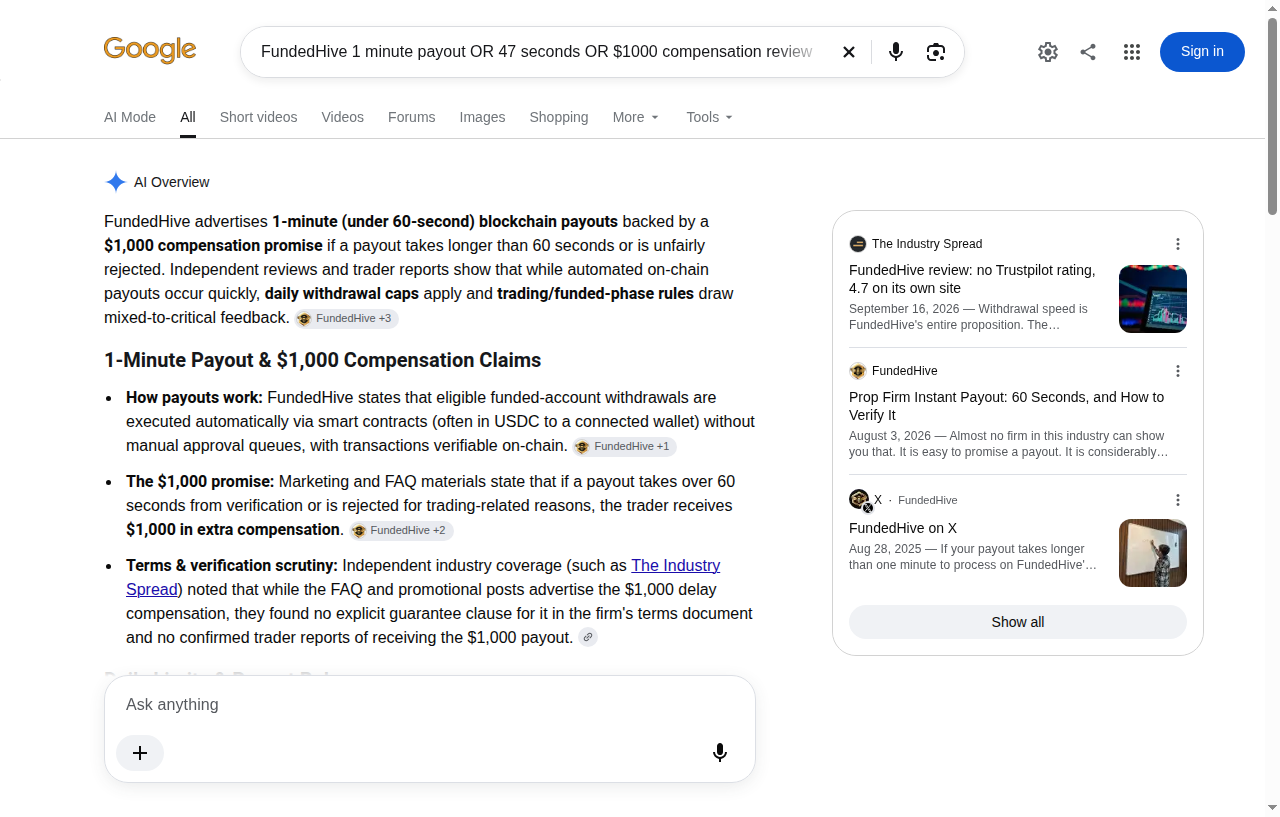 Google
FundedHive 1 minute payout OR 47 seconds OR $1000 compensation review
Sign in
AI Mode
All
Short videos
Videos
Forums
Images
Shopping
More
Tools
AI Overview
FundedHive advertises 1-minute (under 60-second) blockchain payouts backed by a
$1,000 compensation promise if a payout takes longer than 60 seconds or is unfairly
rejected. Independent reviews and trader reports show that while automated on-chain
payouts occur quickly, daily withdrawal caps apply and trading/funded-phase rules draw
mixed-to-critical feedback. FundedHive +3
1-Minute Payout & $1,000 Compensation Claims
• How payouts work: FundedHive states that eligible funded-account withdrawals are
executed automatically via smart contracts (often in USDC to a connected wallet) without
manual approval queues, with transactions verifiable on-chain. FundedHive +1
• The $1,000 promise: Marketing and FAQ materials state that if a payout takes over 60
seconds from verification or is rejected for trading-related reasons, the trader receives
$1,000 in extra compensation. FundedHive +2
• Terms & verification scrutiny: Independent industry coverage (such as The Industry
Spread) noted that while the FAQ and promotional posts advertise the $1,000 delay
compensation, they found no explicit guarantee clause for it in the firm's terms document
and no confirmed trader reports of receiving the $1,000 payout.
Ask anything
The Industry Spread
FundedHive review: no Trustpilot rating,
4.7 on its own site
September 16, 2026 — Withdrawal speed is
FundedHive's entire proposition. The…
FundedHive
Prop Firm Instant Payout: 60 Seconds, and How to
Verify It
August 3, 2026 — Almost no firm in this industry can show
you that. It is easy to promise a payout. It is considerably…
X · FundedHive
FundedHive on X
Aug 28, 2025 — If your payout takes longer
than one minute to process on FundedHive'…
Show all